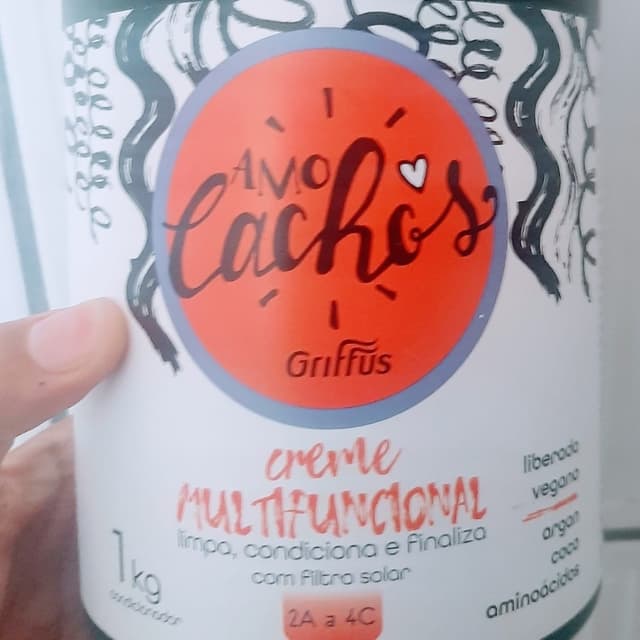 AMO
Cachos
Griffus
creme
MULTIFUNCIONAL
limpa, condiciona e finaliza
com filtro solar
2A a 4C
1kg
condicionador
liberado
vegano
argan
coco
aminoácidos